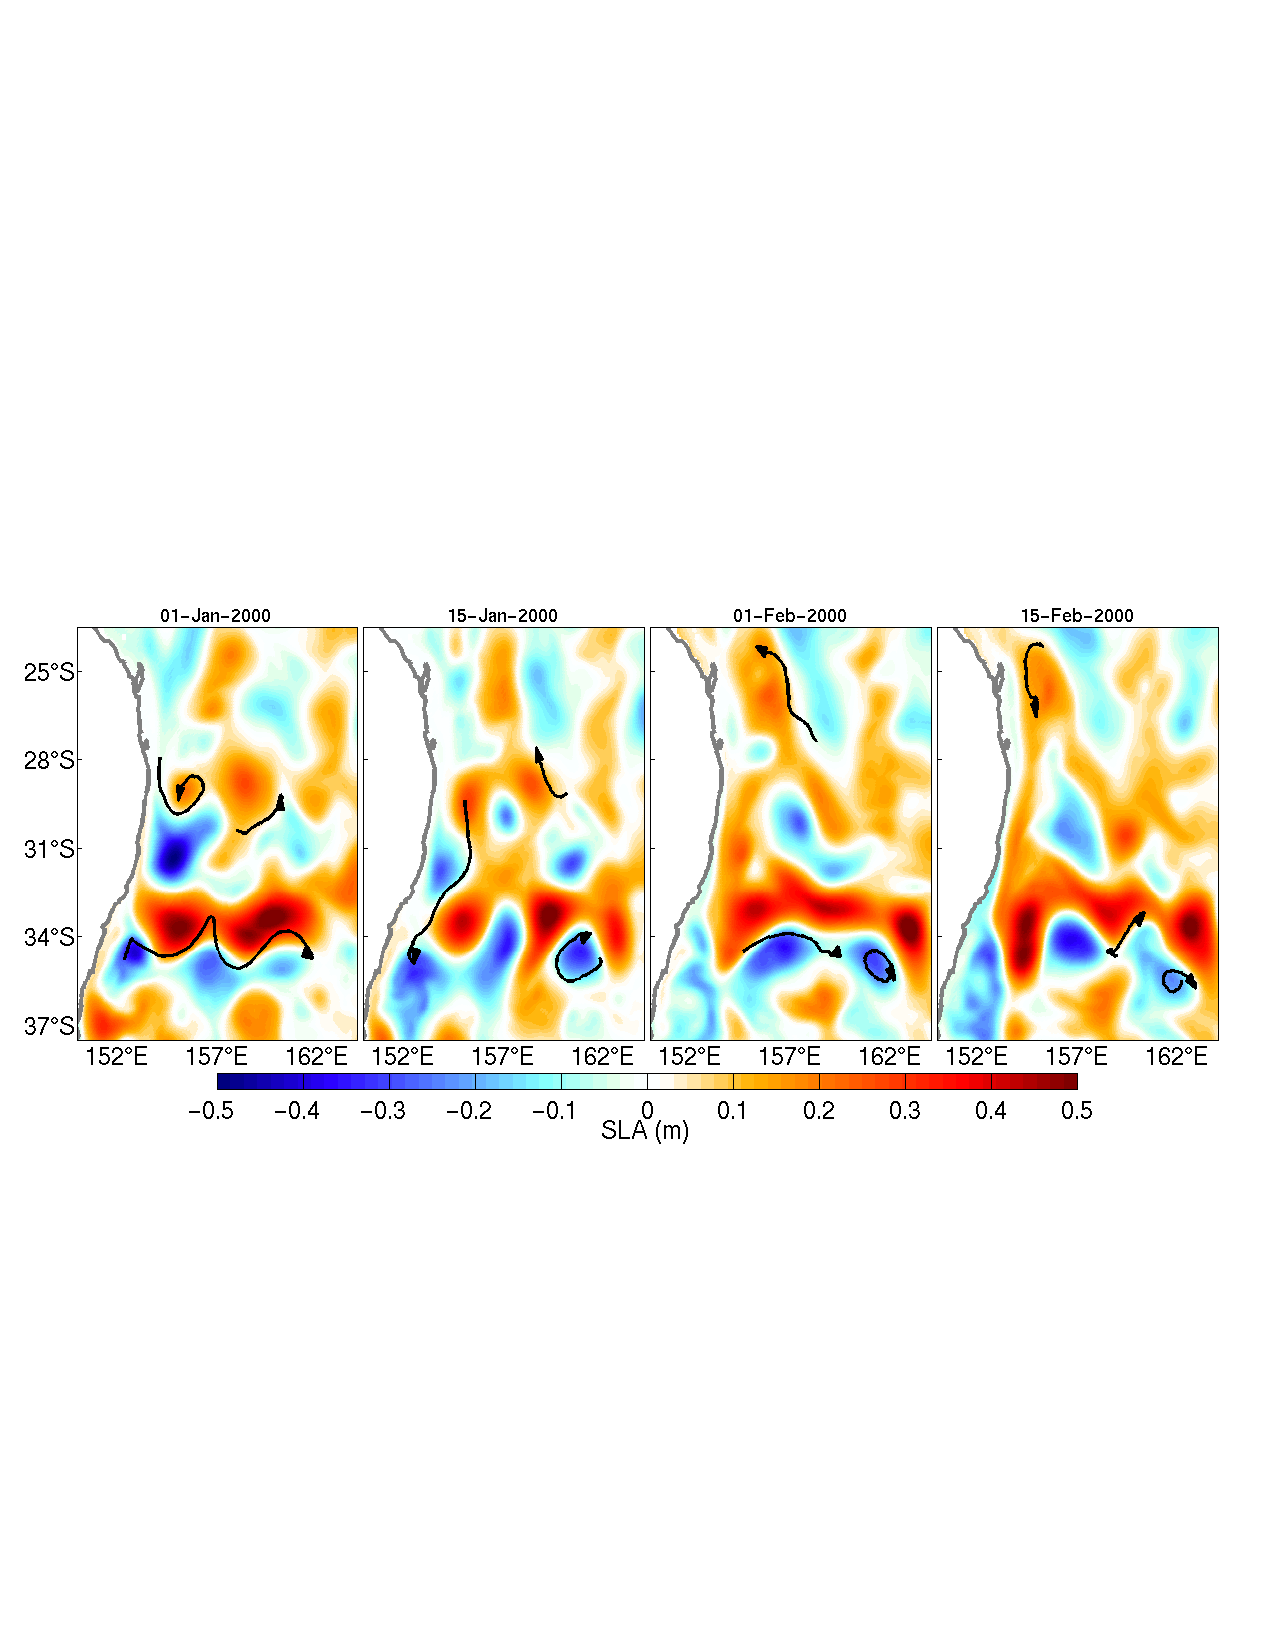 01-Jan-2000 15-Jan-2000 01-Feb-2000 15-Feb-2000
25°S
28°S
31°S
34°S
37°S
152°E 157°E 162°E 152°E 157°E 162°E 152°E 157°E 162°E 152°E 157°E 162°E
−0.5 −0.4 −0.3 −0.2 −0.1 0 0.1 0.2 0.3 0.4 0.5
SLA (m)